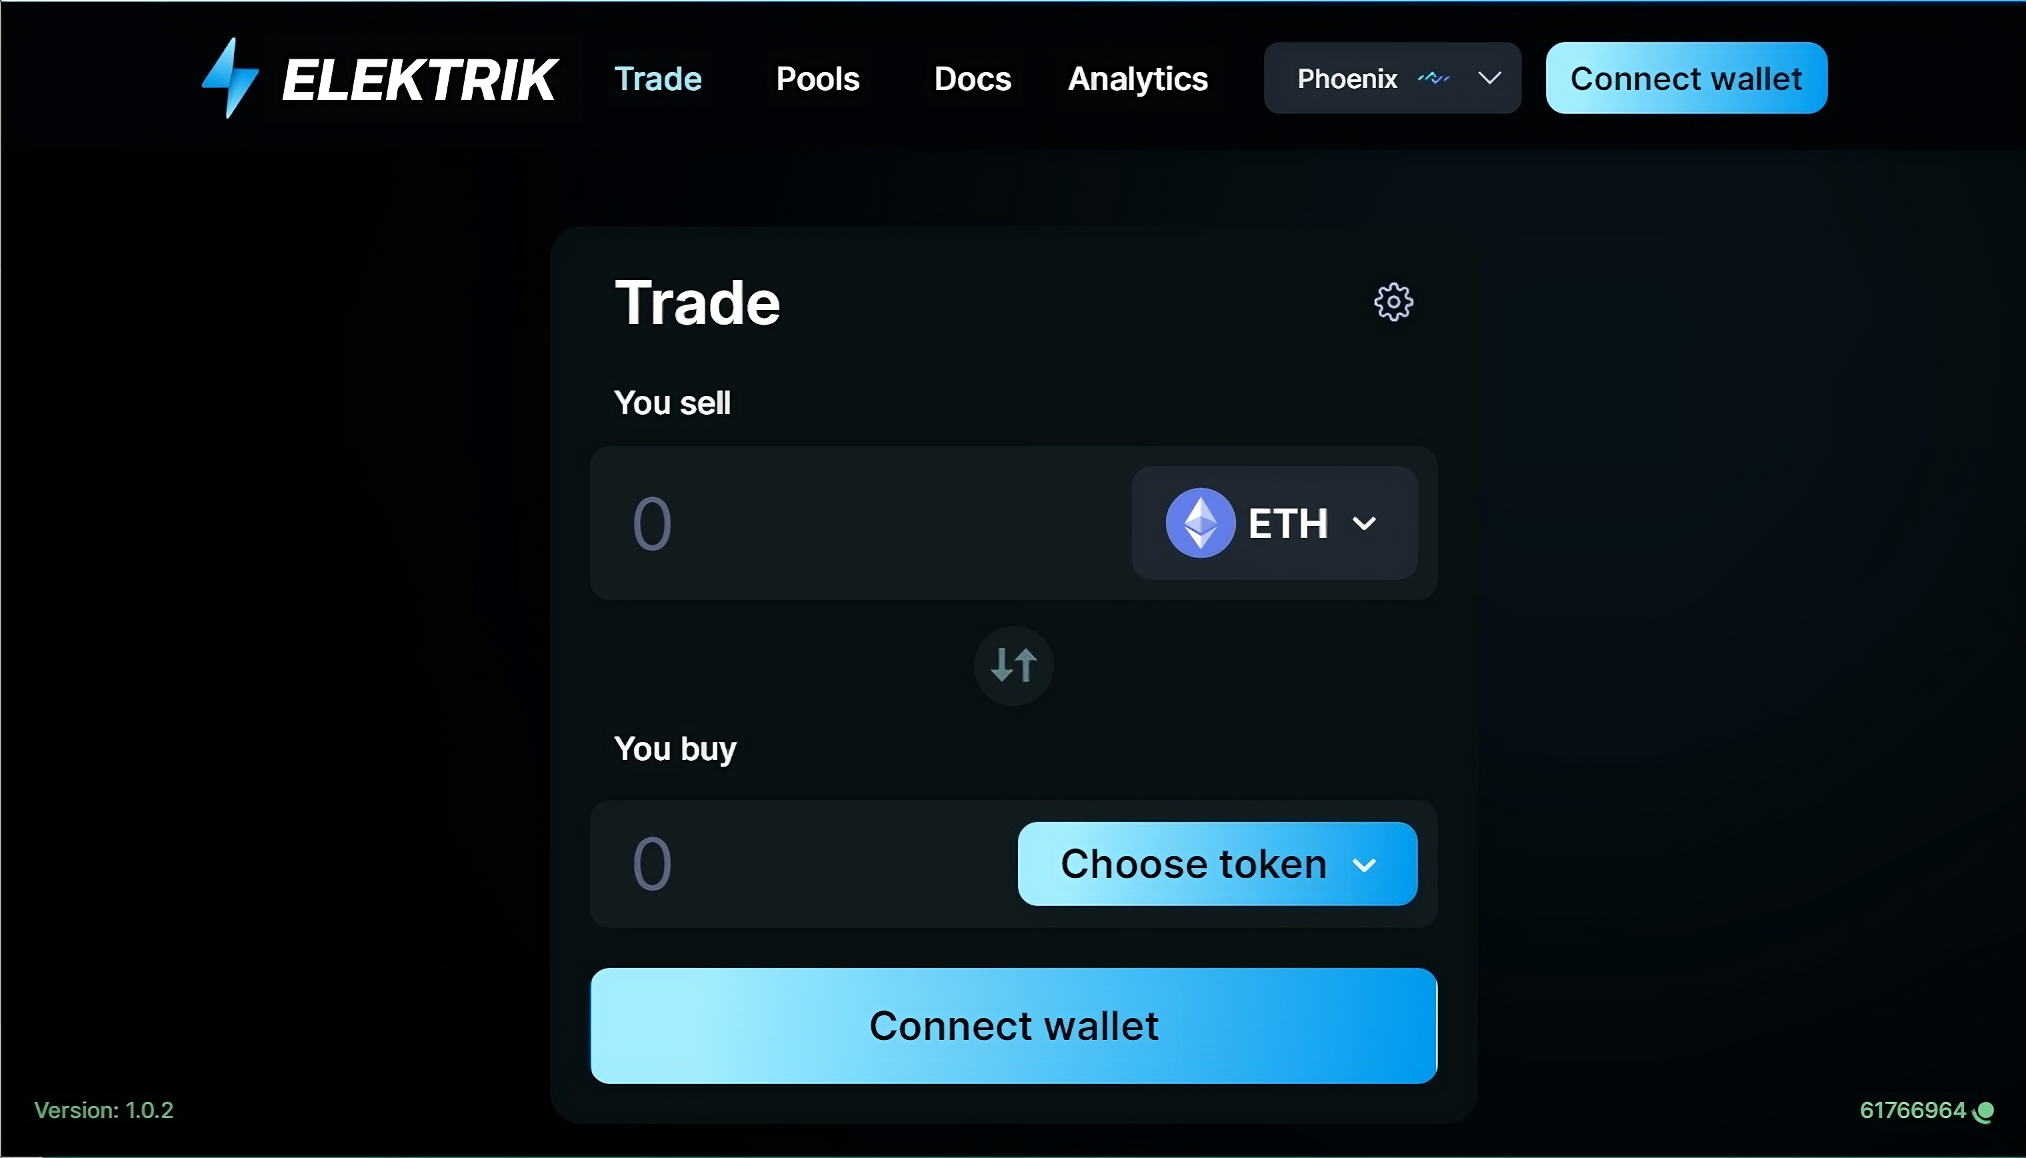 ELEKTRIK
Trade
Pools
Docs
Analytics
Phoenix
Connect wallet
Trade
You sell
0
ETH
You buy
0
Choose token
Connect wallet
Version: 1.0.2
61766964